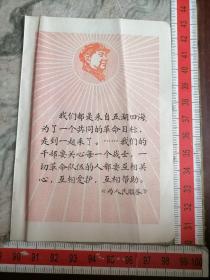 我们都是来自五湖四海
为了一个共同的革命目标，
走到一起来了。……我们的
干部要关心每一个战士，一
切革命队伍的人都要互相关
心，互相爱护，互相帮助。
《为人民服务》